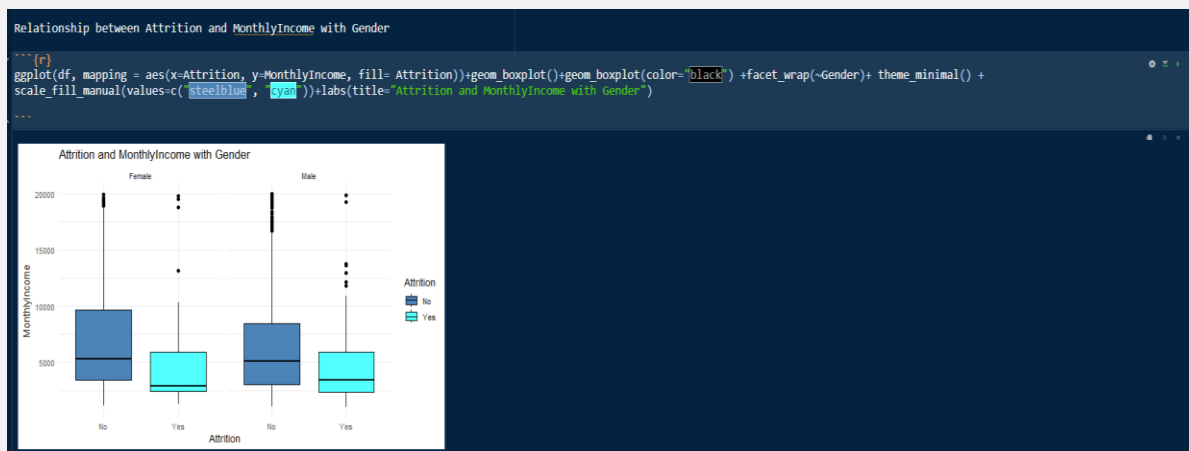 Relationship between Attrition and MonthlyIncome with Gender
```{r}
ggplot(df, mapping = aes(x=Attrition, y=MonthlyIncome, fill= Attrition))+geom_boxplot()+geom_boxplot(color="black") +facet_wrap(~Gender)+ theme_minimal() +
scale_fill_manual(values=c("steelblue", "cyan"))+labs(title="Attrition and MonthlyIncome with Gender")
```
Attrition and MonthlyIncome with Gender
Female Male
20000
15000
10000
5000
MonthlyIncome
No Yes No Yes
Attrition
Attrition
No
Yes